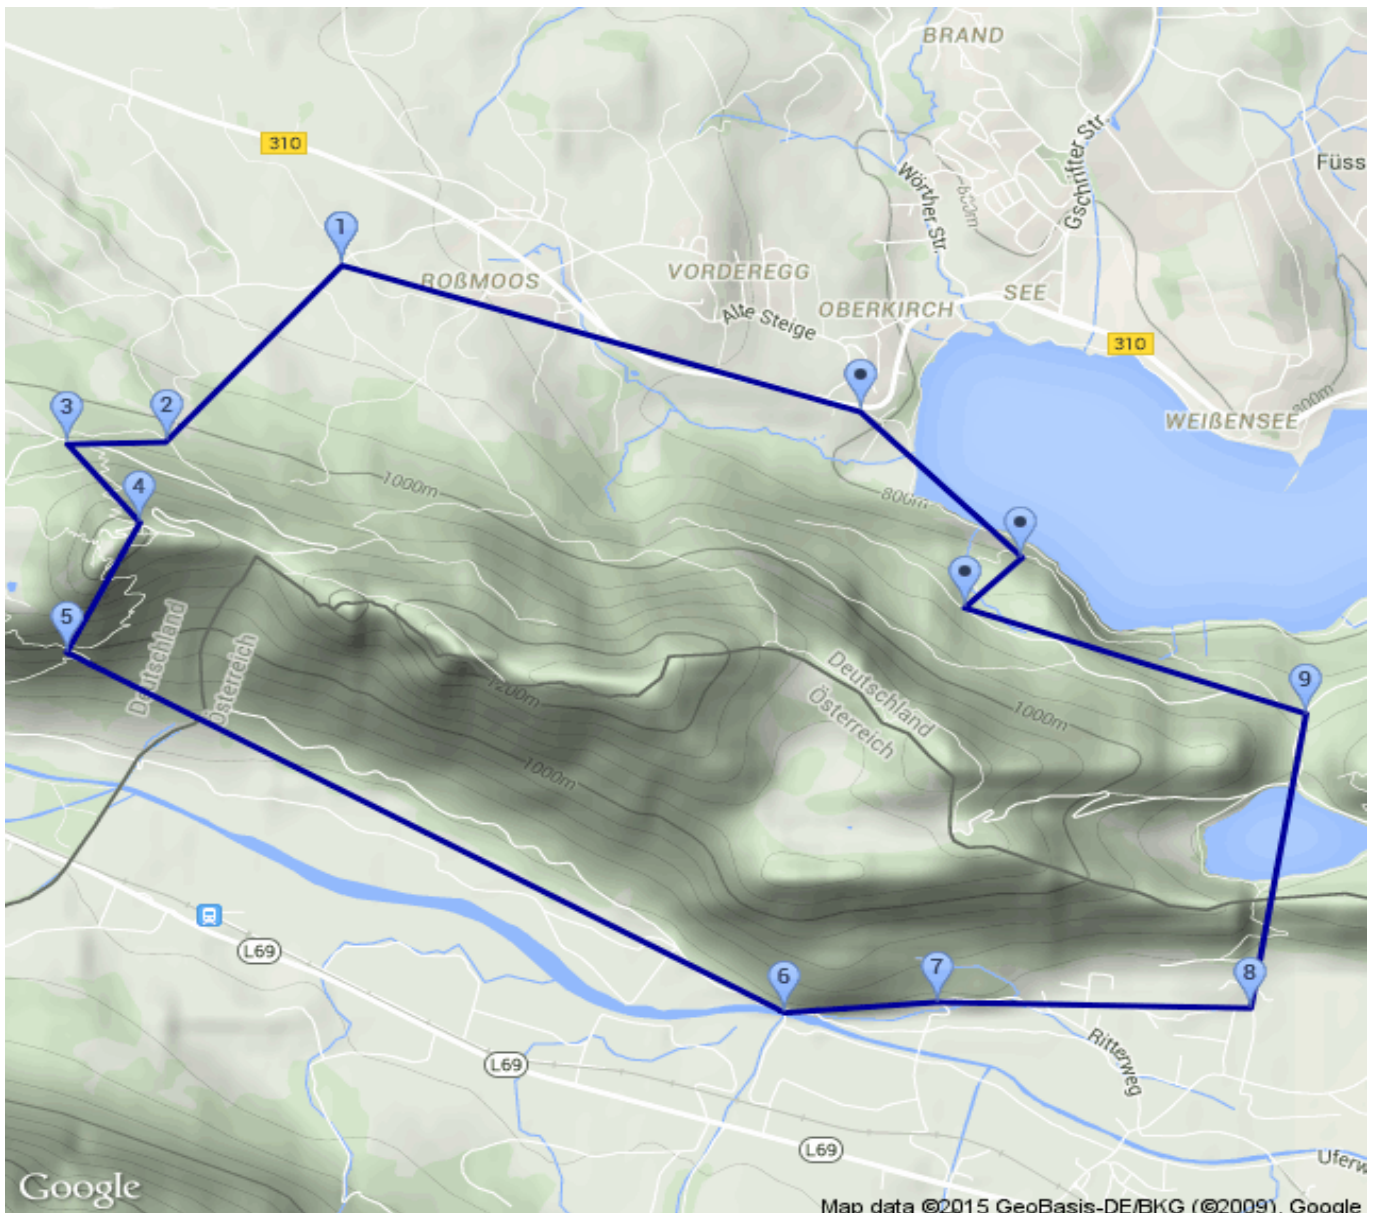 BRAND
310
Gschrifter Str.
Füss
Wörther Str.
800m
1
ROßMOOS
VORDEREGG
SEE
OBERKIRCH
Alte Steige
310
800m
WEIßENSEE
3
2
1000m
4
800m
5
Deutschland
Österreich
Deutschland
Österreich
1200m
9
1000m
1000m
L69
6
7
8
L69
Ritterweg
L69
Uferw
Google
Map data ©2015 GeoBasis-DE/BKG (©2009), Google